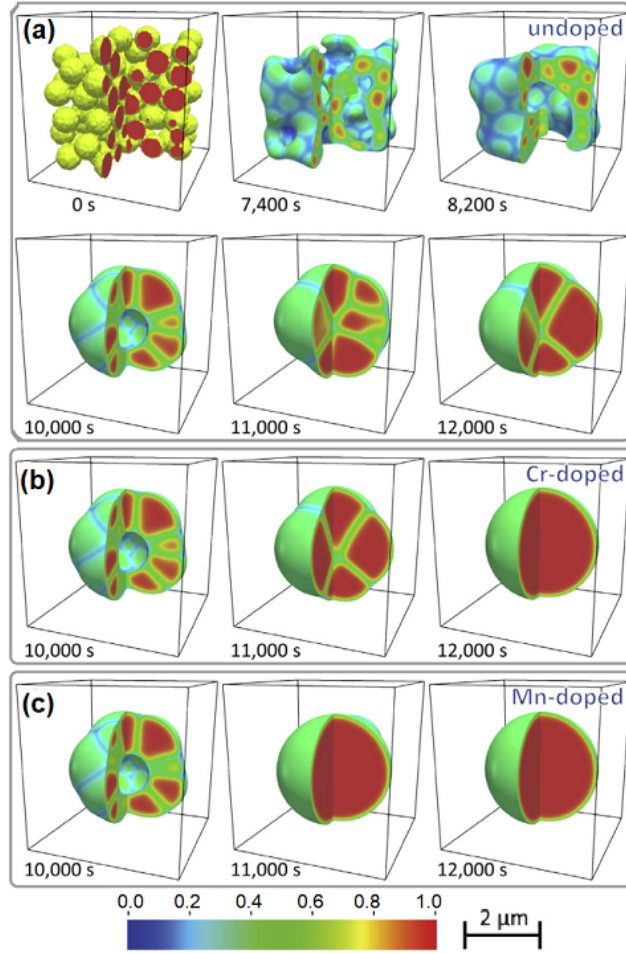 (a)
undoped
0 s
7,400 s
8,200 s
10,000 s
11,000 s
12,000 s
(b)
Cr-doped
10,000 s
11,000 s
12,000 s
(c)
Mn-doped
10,000 s
11,000 s
12,000 s
0.0 0.2 0.4 0.6 0.8 1.0
2 μm